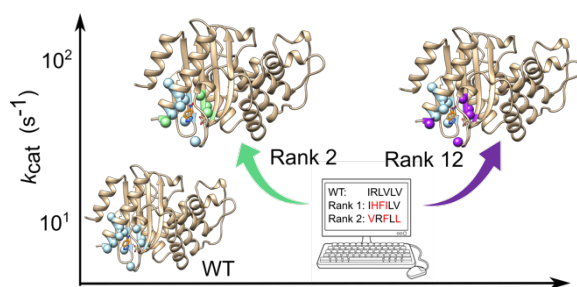 10²
k_cat (s⁻¹)
10¹
Rank 2
Rank 12
WT
WT: IRLVLV
Rank 1: IHFILV
Rank 2: VRFLL